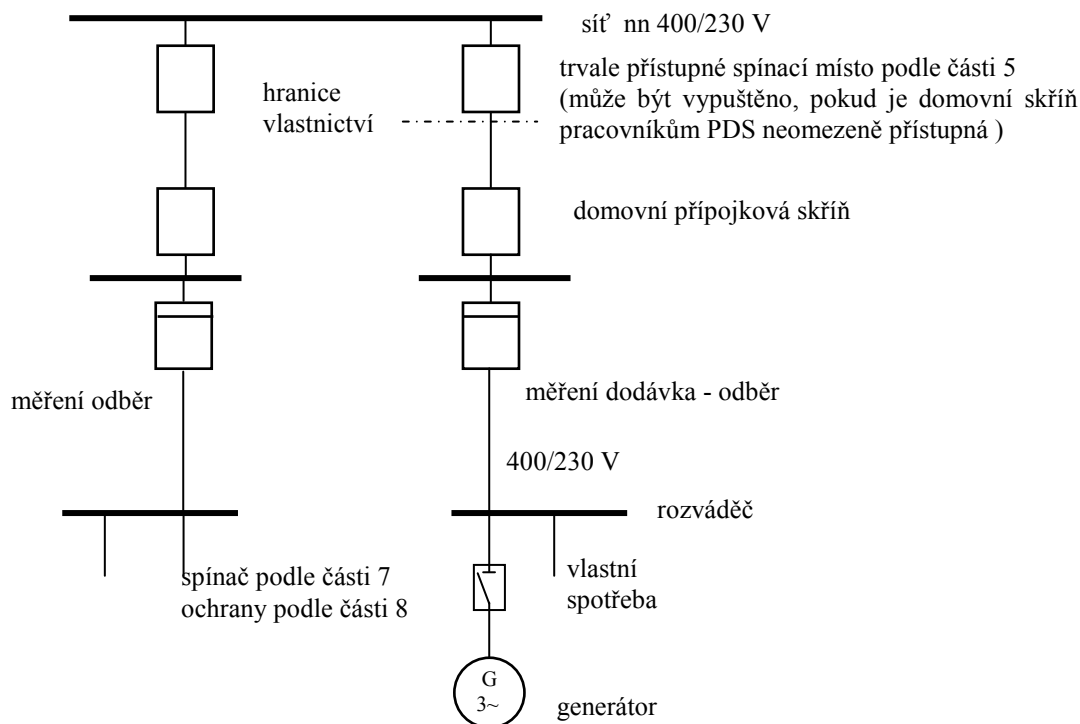 síť nn 400/230 V
trvale přístupné spínací místo podle části 5
(může být vypuštěno, pokud je domovní skříň
pracovníkům PDS neomezeně přístupná )
hranice
vlastnictví
domovní přípojková skříň
měření odběr
měření dodávka - odběr
400/230 V
rozváděč
spínač podle části 7
ochrany podle části 8
vlastní
spotřeba
G
3~
generátor